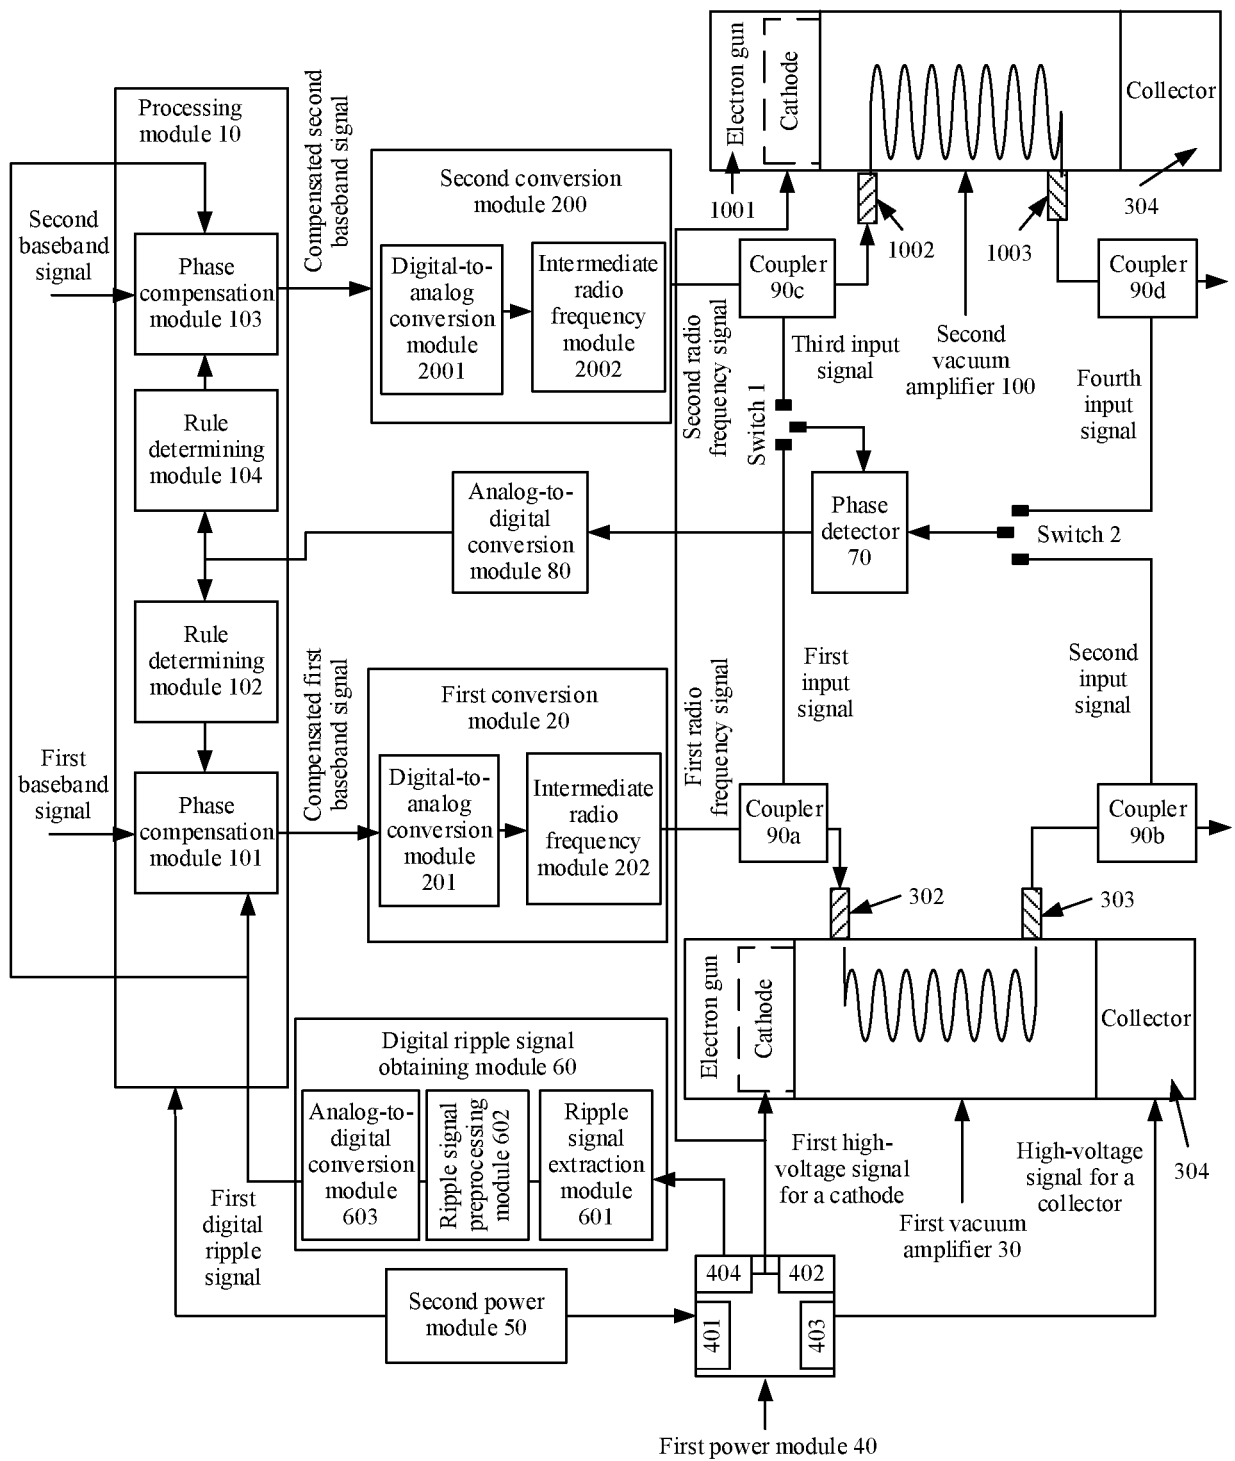 Processing
module 10
Second
baseband
signal
Phase
compensation
module 103
Rule
determining
module 104
Rule
determining
module 102
First
baseband
signal
Phase
compensation
module 101
Compensated second
baseband signal
Second conversion
module 200
Digital-to-
analog
conversion
module
2001
Intermediate
radio
frequency
module
2002
Second radio
frequency signal
Electron gun
Cathode
Collector
1001
1002
1003
304
Coupler
90c
Coupler
90d
Third input
signal
Second
vacuum
amplifier 100
Fourth
input
signal
Switch 1
Analog-to-
digital
conversion
module 80
Phase
detector
70
Switch 2
Compensated first
baseband signal
First conversion
module 20
Digital-to-
analog
conversion
module
201
Intermediate
radio
frequency
module 202
First radio
frequency signal
First
input
signal
Second
input
signal
Coupler
90a
Coupler
90b
302
303
Electron gun
Cathode
Collector
304
Digital ripple signal
obtaining module 60
Analog-to-
digital
conversion
module
603
Ripple signal
preprocessing
module 602
Ripple
signal
extraction
module
601
First
digital
ripple
signal
First high-
voltage signal
for a cathode
First vacuum
amplifier 30
High-voltage
signal for a
collector
Second power
module 50
404
402
401
403
First power module 40